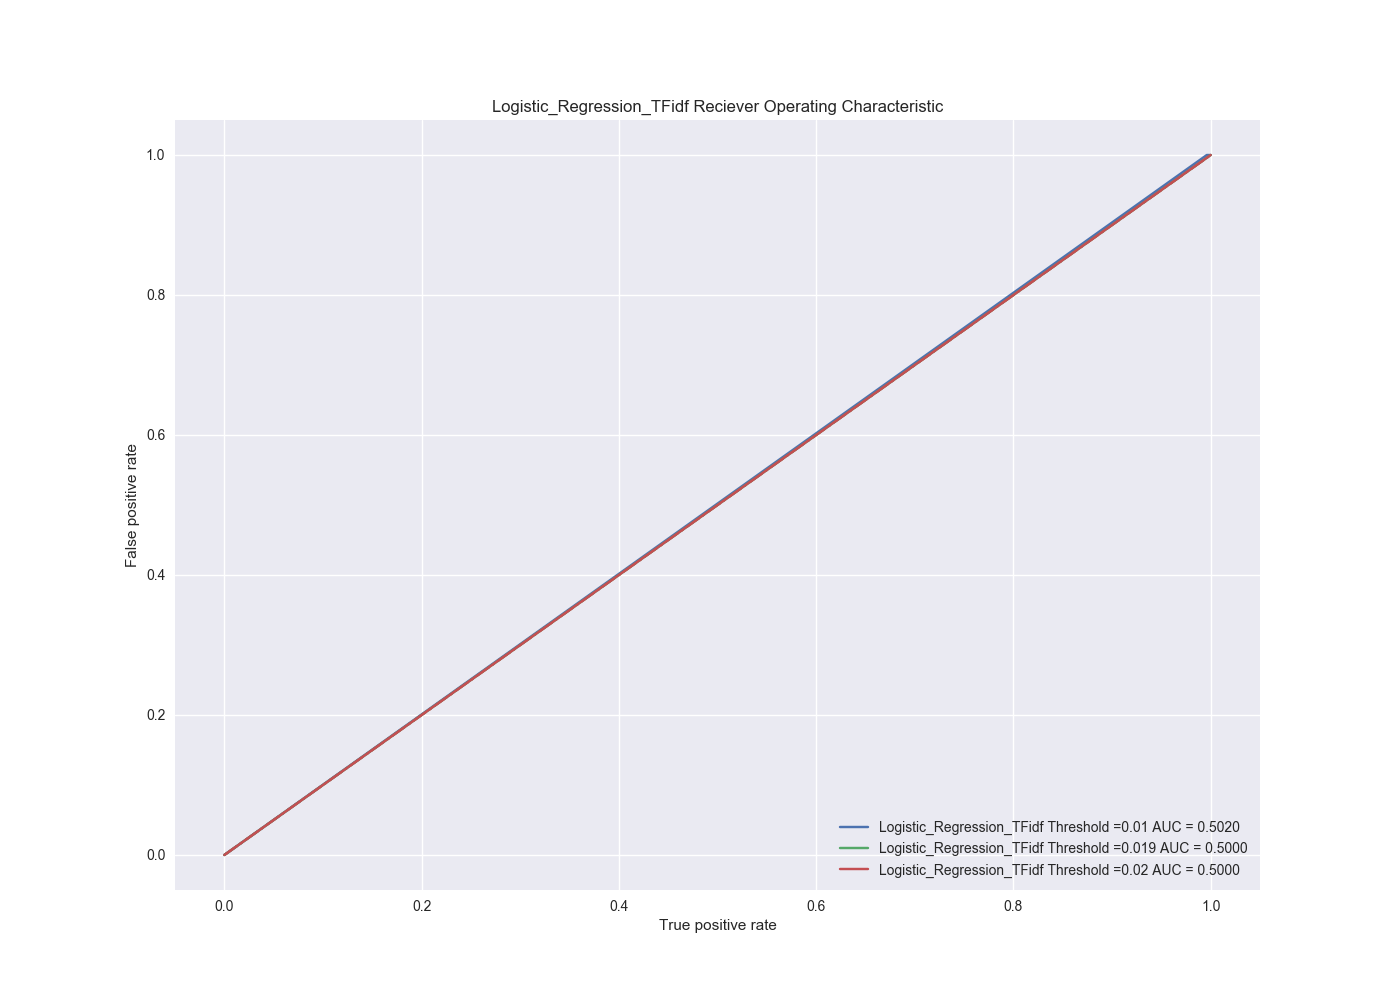 Logistic_Regression_TFidf Reciever Operating Characteristic
1.0
0.8
0.6
0.4
0.2
0.0
False positive rate
Logistic_Regression_TFidf Threshold =0.01 AUC = 0.5020
Logistic_Regression_TFidf Threshold =0.019 AUC = 0.5000
Logistic_Regression_TFidf Threshold =0.02 AUC = 0.5000
0.0 0.2 0.4 0.6 0.8 1.0
True positive rate